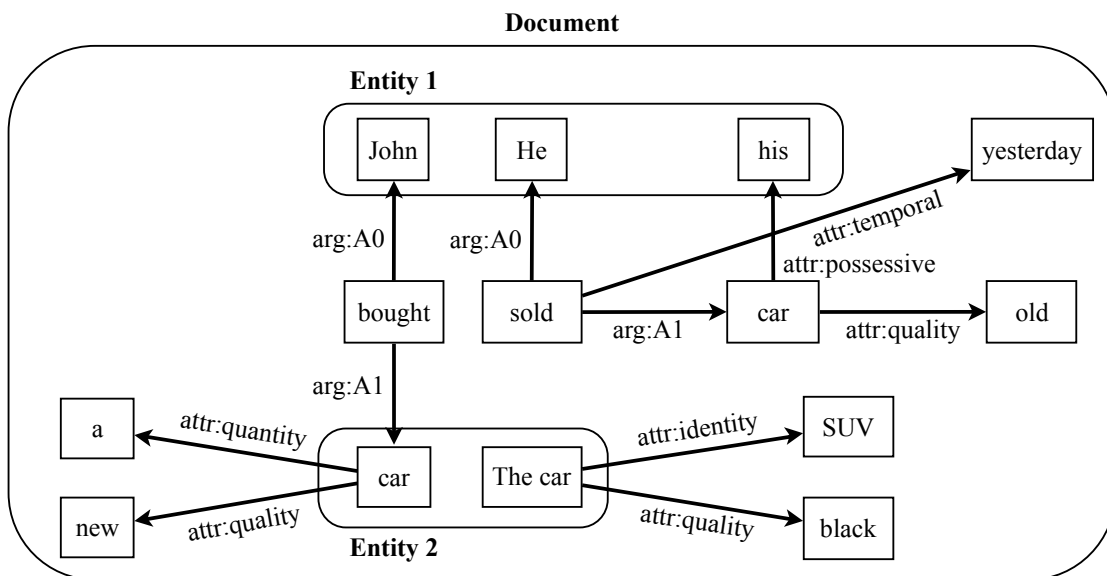 Document
Entity 1
John
He
his
yesterday
arg:A0
arg:A0
attr:temporal
attr:possessive
bought
sold
car
old
arg:A1
attr:quality
arg:A1
a
attr:quantity
attr:identity
SUV
car
The car
new
attr:quality
attr:quality
black
Entity 2